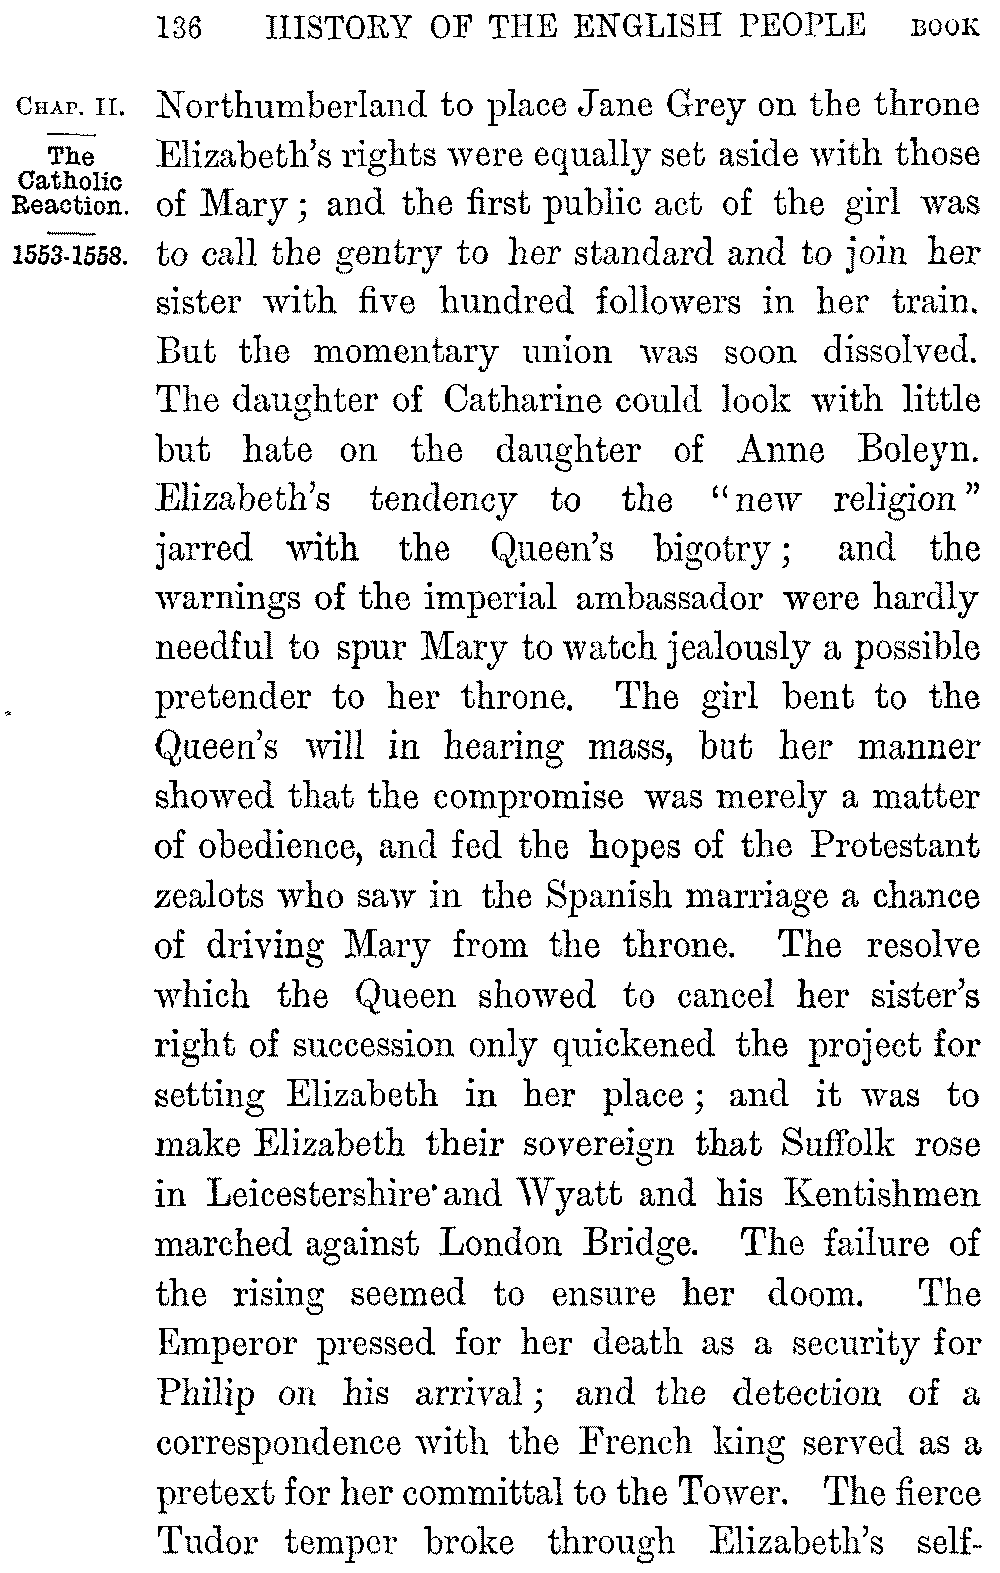 136 HISTORY OF THE ENGLISH PEOPLE BOOK
CHAP. II.
The
Catholic
Reaction.
1553-1558.
Northumberland to place Jane Grey on the throne
Elizabeth's rights were equally set aside with those
of Mary; and the first public act of the girl was
to call the gentry to her standard and to join her
sister with five hundred followers in her train.
But the momentary union was soon dissolved.
The daughter of Catharine could look with little
but hate on the daughter of Anne Boleyn.
Elizabeth's tendency to the "new religion"
jarred with the Queen's bigotry; and the
warnings of the imperial ambassador were hardly
needful to spur Mary to watch jealously a possible
pretender to her throne. The girl bent to the
Queen's will in hearing mass, but her manner
showed that the compromise was merely a matter
of obedience, and fed the hopes of the Protestant
zealots who saw in the Spanish marriage a chance
of driving Mary from the throne. The resolve
which the Queen showed to cancel her sister's
right of succession only quickened the project for
setting Elizabeth in her place; and it was to
make Elizabeth their sovereign that Suffolk rose
in Leicestershire and Wyatt and his Kentishmen
marched against London Bridge. The failure of
the rising seemed to ensure her doom. The
Emperor pressed for her death as a security for
Philip on his arrival; and the detection of a
correspondence with the French king served as a
pretext for her committal to the Tower. The fierce
Tudor temper broke through Elizabeth's self-